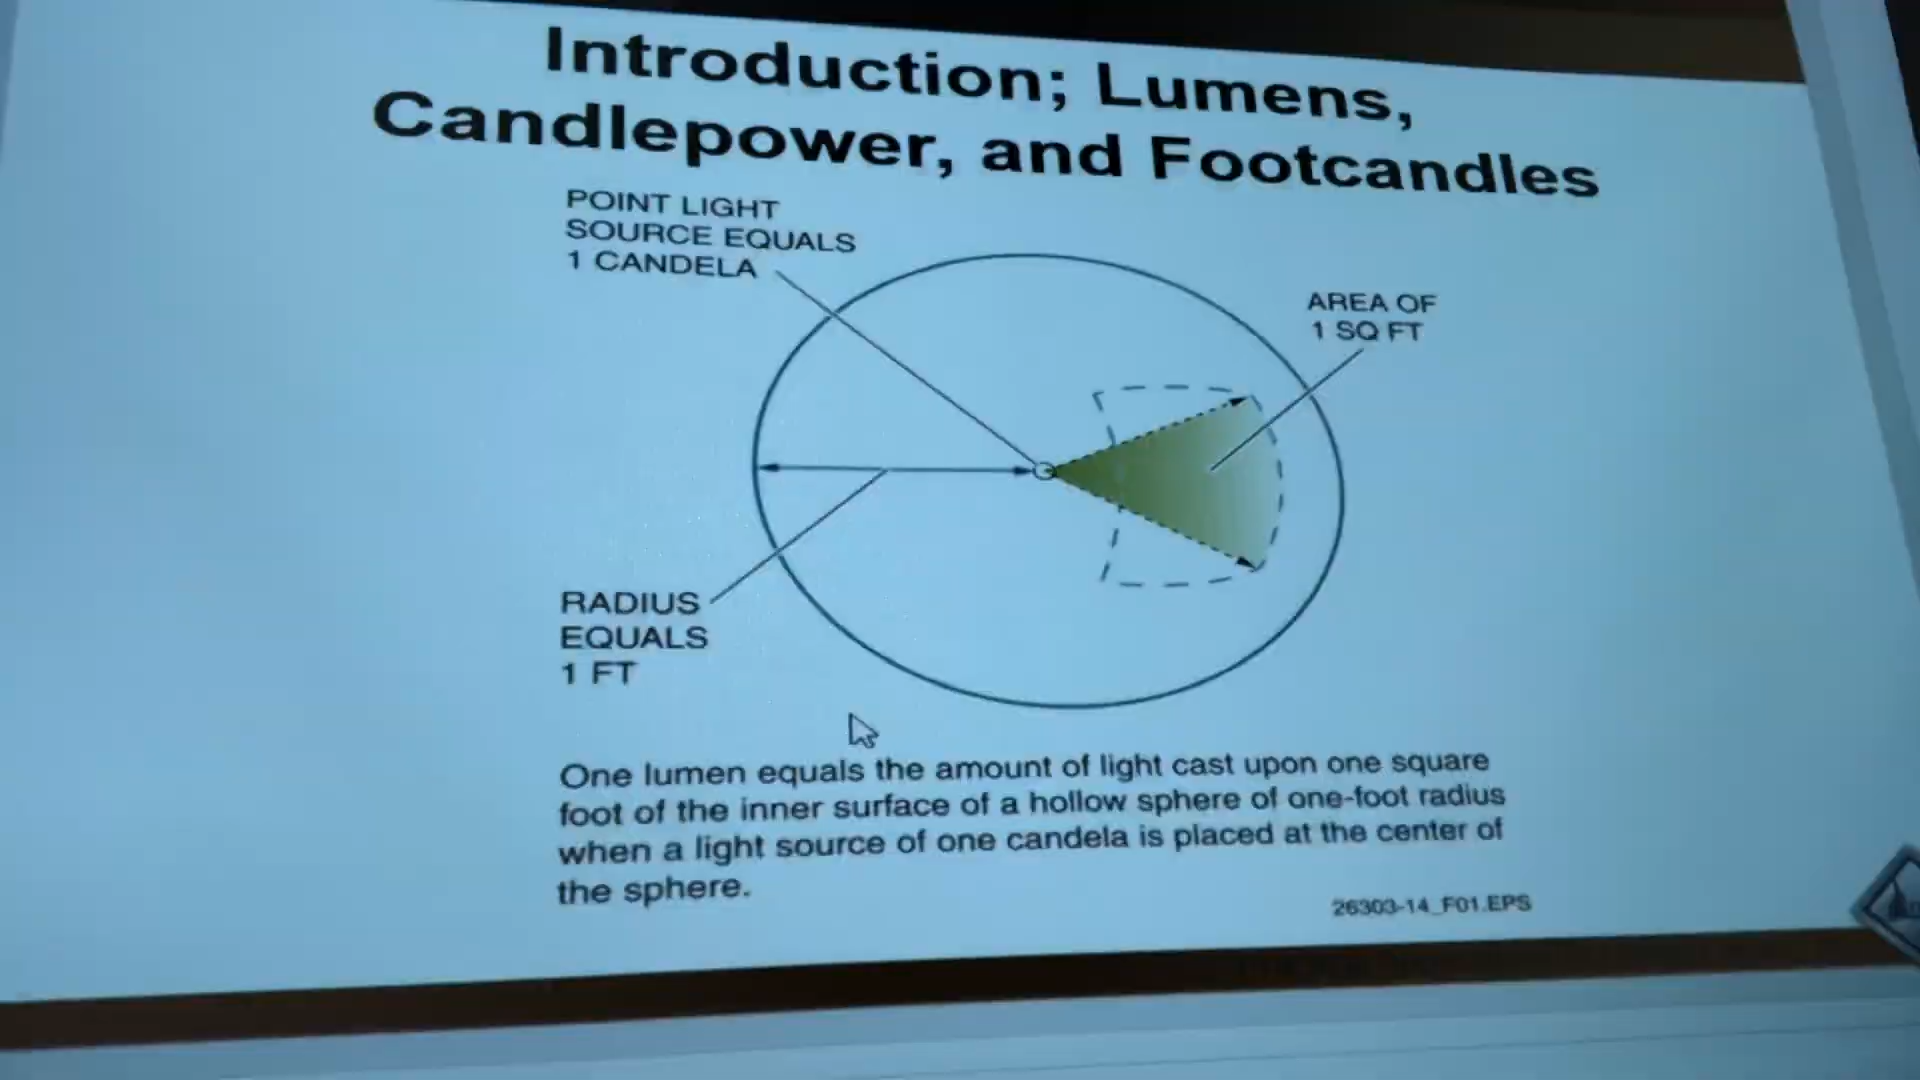 Introduction; Lumens,
Candlepower, and Footcandles
POINT LIGHT
SOURCE EQUALS
1 CANDELA
AREA OF
1 SQ FT
RADIUS
EQUALS
1 FT
One lumen equals the amount of light cast upon one square
foot of the inner surface of a hollow sphere of one-foot radius
when a light source of one candela is placed at the center of
the sphere.
26303-14_F01.EPS